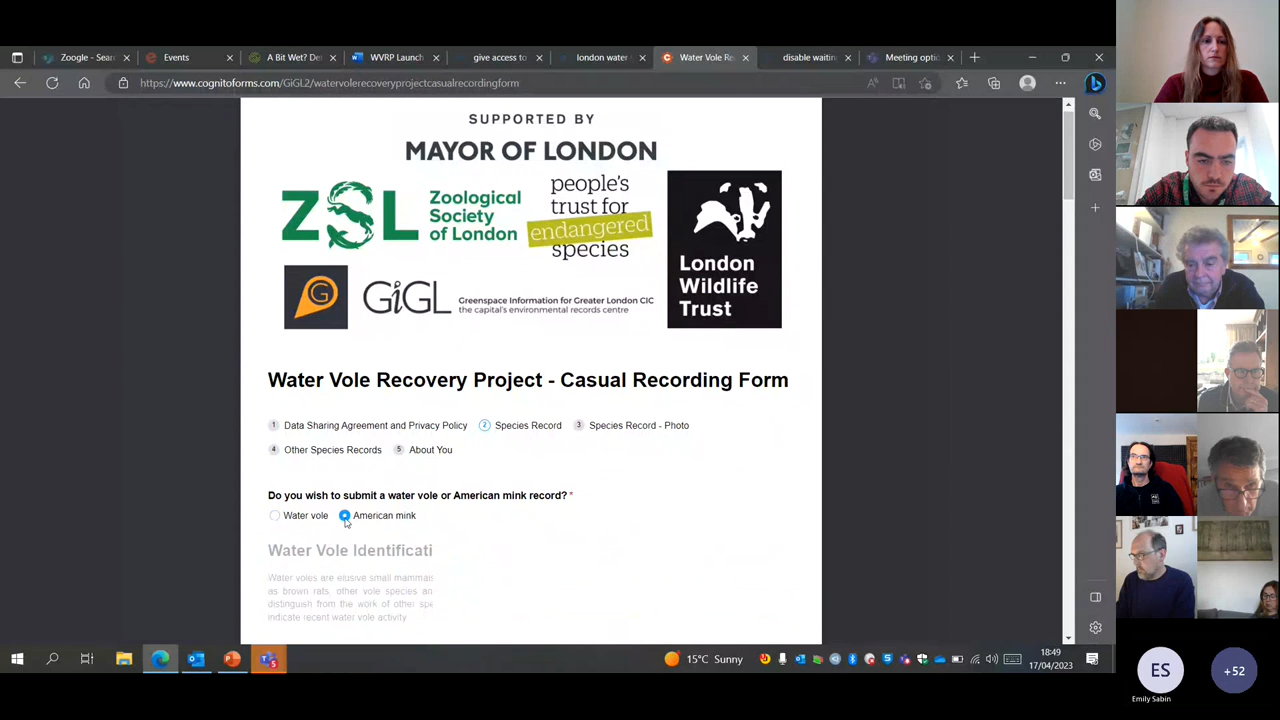 Zoogle - Sear
Events
A Bit Wet? De
WVRP Launch
give access to
london water
Water Vole Re
disable waitin
Meeting optio
https://www.cognitoforms.com/GiGL2/watervolerecoveryprojectcasualrecordingform
SUPPORTED BY
MAYOR OF LONDON
ZSL
Zoological
Society
of London
people's
trust for
endangered
species
London
Wildlife
Trust
G
GiGL
Greenspace Information for Greater London CIC
the capital's environmental records centre
Water Vole Recovery Project - Casual Recording Form
1 Data Sharing Agreement and Privacy Policy 2 Species Record 3 Species Record - Photo
4 Other Species Records 5 About You
Do you wish to submit a water vole or American mink record? *
Water vole American mink
Water Vole Identificati
Water voles are elusive small mammals
as brown rats, other vole species an
distinguish from the work of other spe
indicate recent water vole activity
15°C Sunny
18:49
17/04/2023
ES
Emily Sabin
+52